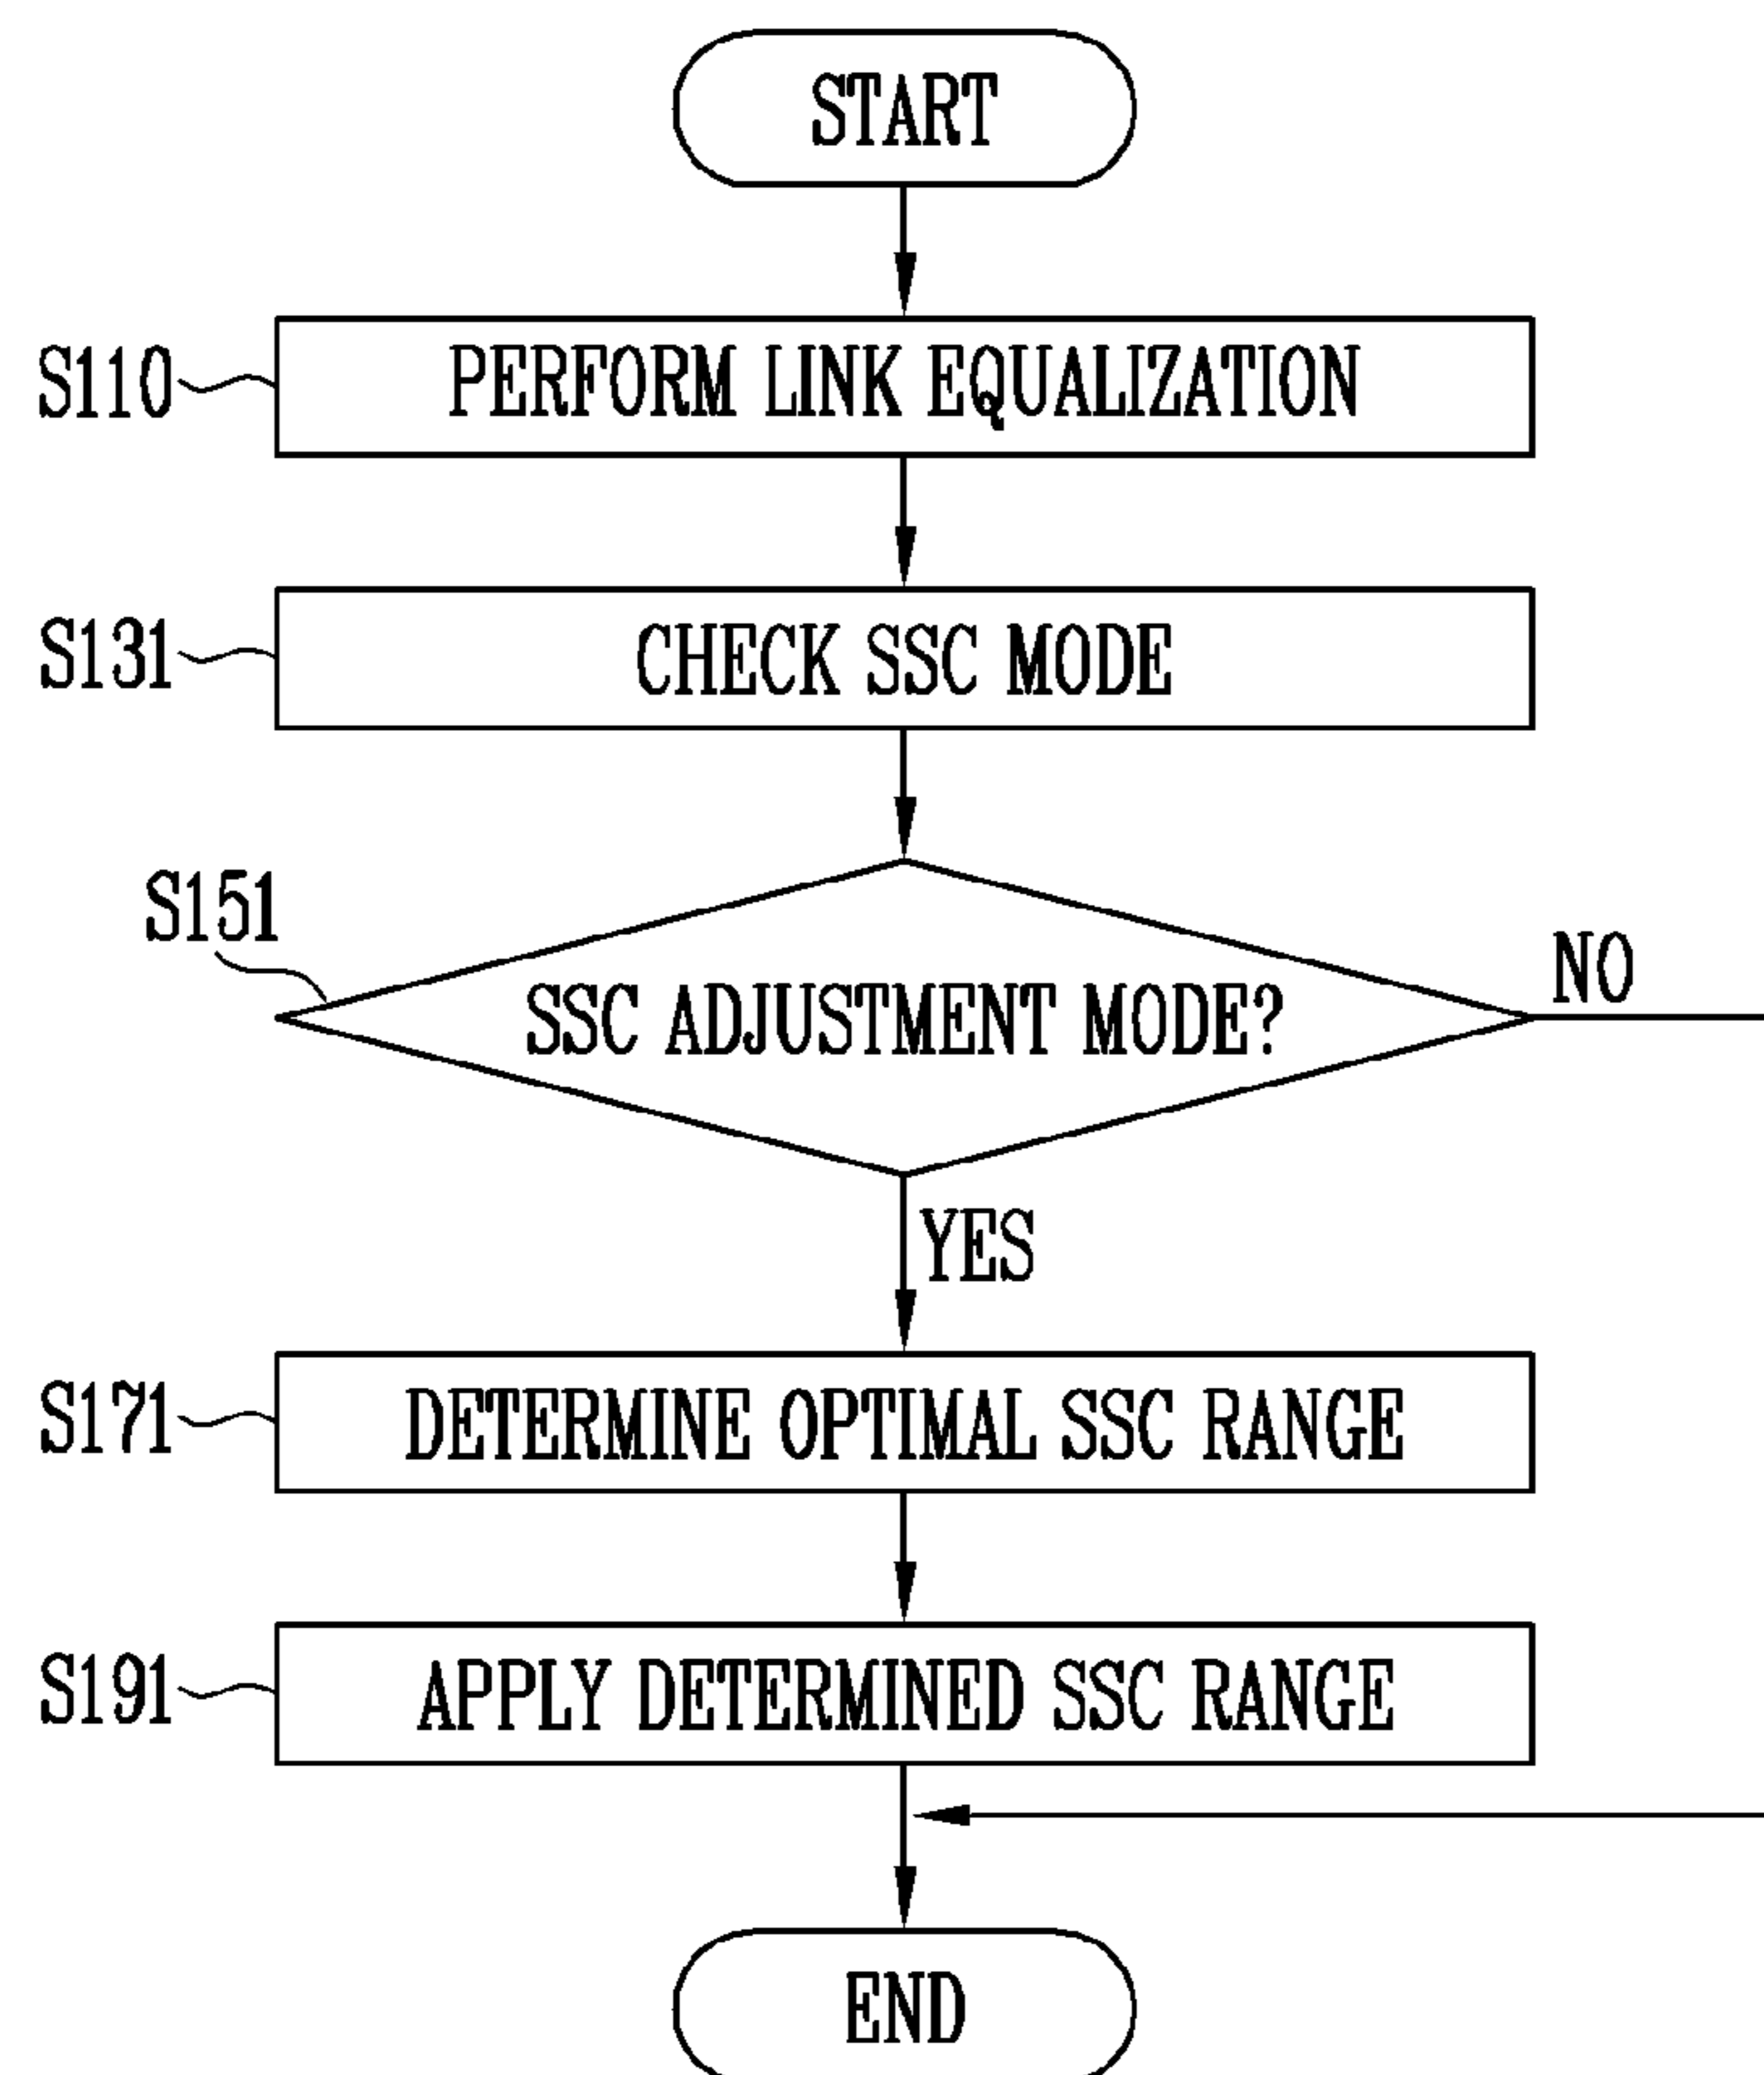 START
S110
PERFORM LINK EQUALIZATION
S131
CHECK SSC MODE
S151
SSC ADJUSTMENT MODE?
NO
YES
S171
DETERMINE OPTIMAL SSC RANGE
S191
APPLY DETERMINED SSC RANGE
END